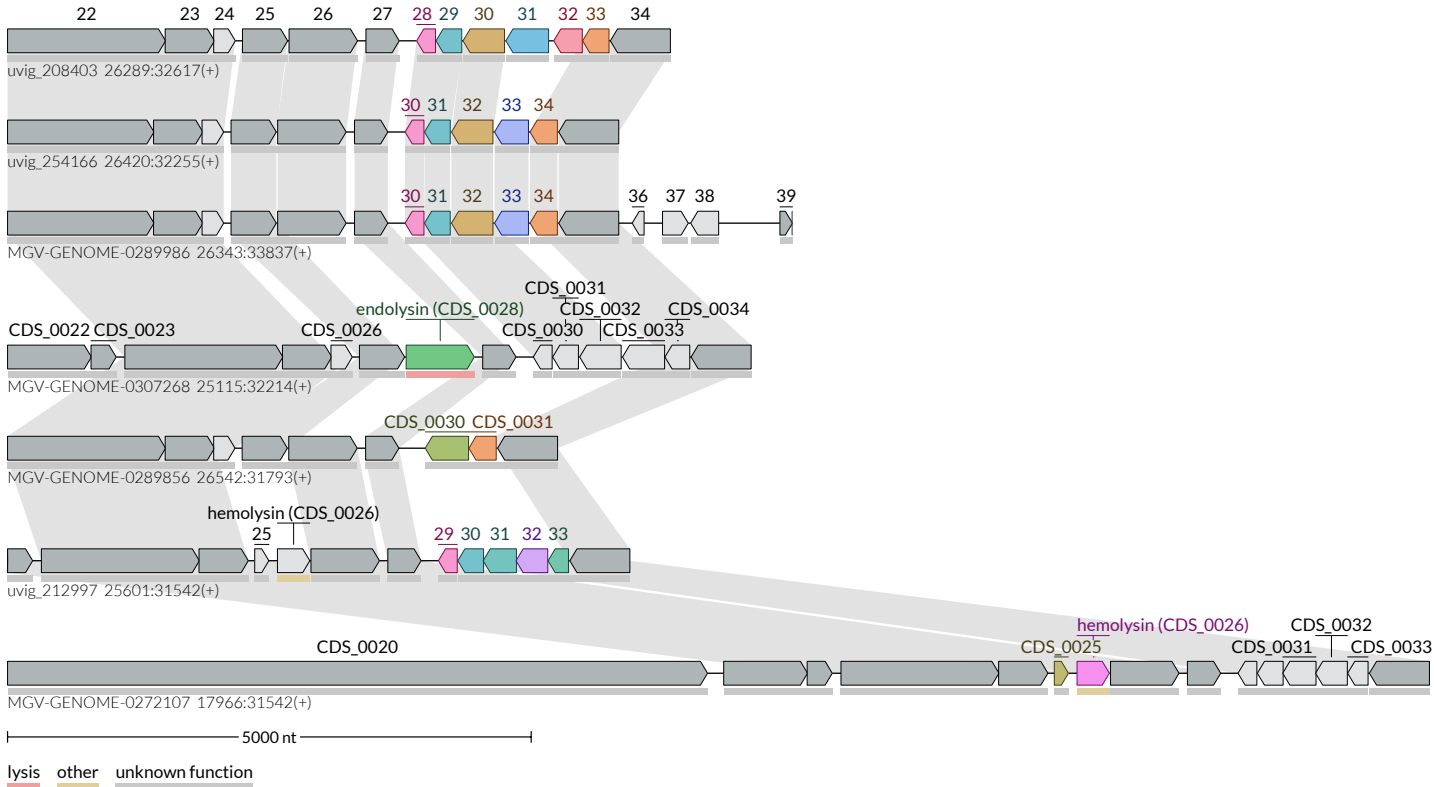 22 23 24 25 26 27 28 29 30 31 32 33 34
uvig_208403 26289:32617(+)
30 31 32 33 34
uvig_254166 26420:32255(+)
30 31 32 33 34 36 37 38 39
MGV-GENOME-0289986 26343:33837(+)
CDS_0031
endolysin (CDS_0028) CDS_0032 CDS_0034
CDS_0022 CDS_0023 CDS_0026 CDS_0030 CDS_0033
MGV-GENOME-0307268 25115:32214(+)
CDS_0030 CDS_0031
MGV-GENOME-0289856 26542:31793(+)
hemolysin (CDS_0026)
25 29 30 31 32 33
uvig_212997 25601:31542(+)
hemolysin (CDS_0026) CDS_0032
CDS_0020 CDS_0025 CDS_0031 CDS_0033
MGV-GENOME-0272107 17966:31542(+)
5000 nt
lysis other unknown function